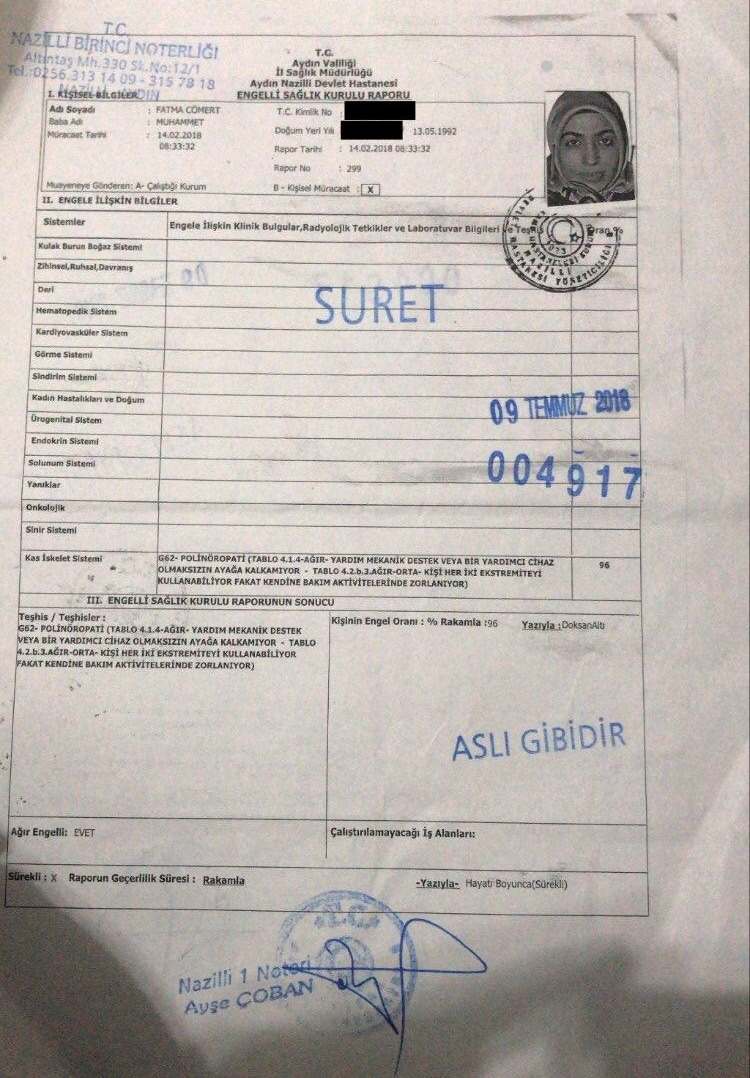 T.C.
NAZİLLİ BİRİNCİ NOTERLİĞİ
Altıntaş Mh. 330 Sk. No:12/1
Tel.:0256.313 14 09 - 315 78 18
NAZİLLİ - AYDIN
T.C.
Aydın Valiliği
İl Sağlık Müdürlüğü
Aydın Nazilli Devlet Hastanesi
ENGELLİ SAĞLIK KURULU RAPORU
I. KİŞİSEL BİLGİLER
Adı Soyadı : FATMA CÖMERT
T.C. Kimlik No :
Baba Adı : MUHAMMET
Doğum Yeri Yılı 13.05.1992
Müracaat Tarihi : 14.02.2018
08:33:32
Rapor Tarihi : 14.02.2018 08:33:32
Rapor No : 299
Muayeneye Gönderen: A- Çalıştığı Kurum
B - Kişisel Müracaat : X
II. ENGELE İLİŞKİN BİLGİLER
Sistemler
Engele İlişkin Klinik Bulgular,Radyolojik Tetkikler ve Laboratuvar Bilgileri ve Teşhis
Oran %
Kulak Burun Boğaz Sistemi
Zihinsel,Ruhsal,Davranış
Deri
SURET
Hematopedik Sistem
Kardiyovasküler Sistem
Görme Sistemi
Sindirim Sistemi
Kadın Hastalıkları ve Doğum
09 TEMMUZ 2018
Ürogenital Sistem
Endokrin Sistemi
Solunum Sistemi
004917
Yanıklar
Onkolojik
Sinir Sistemi
Kas İskelet Sistemi
G62- POLİNÖROPATİ (TABLO 4.1.4-AĞIR- YARDIM MEKANİK DESTEK VEYA BİR YARDIMCI CİHAZ
OLMAKSIZIN AYAĞA KALKAMIYOR - TABLO 4.2.b.3.AĞIR-ORTA- KİŞİ HER İKİ EKSTREMİTEYİ
KULLANABİLİYOR FAKAT KENDİNE BAKIM AKTİVİTELERİNDE ZORLANIYOR)
96
III. ENGELLİ SAĞLIK KURULU RAPORUNUN SONUCU
Teşhis / Teşhisler :
G62- POLİNÖROPATİ (TABLO 4.1.4-AĞIR- YARDIM MEKANİK DESTEK
VEYA BİR YARDIMCI CİHAZ OLMAKSIZIN AYAĞA KALKAMIYOR - TABLO
4.2.b.3.AĞIR-ORTA- KİŞİ HER İKİ EKSTREMİTEYİ KULLANABİLİYOR
FAKAT KENDİNE BAKIM AKTİVİTELERİNDE ZORLANIYOR)
Kişinin Engel Oranı : % Rakamla :96 Yazıyla :DoksanAltı
ASLI GİBİDİR
Ağır Engelli: EVET
Çalıştırılamayacağı İş Alanları:
Sürekli : X Raporun Geçerlilik Süresi : Rakamla
-Yazıyla- Hayatı Boyunca(Sürekli)
T.C.
Nazilli 1 Noteri
Ayşe ÇOBAN